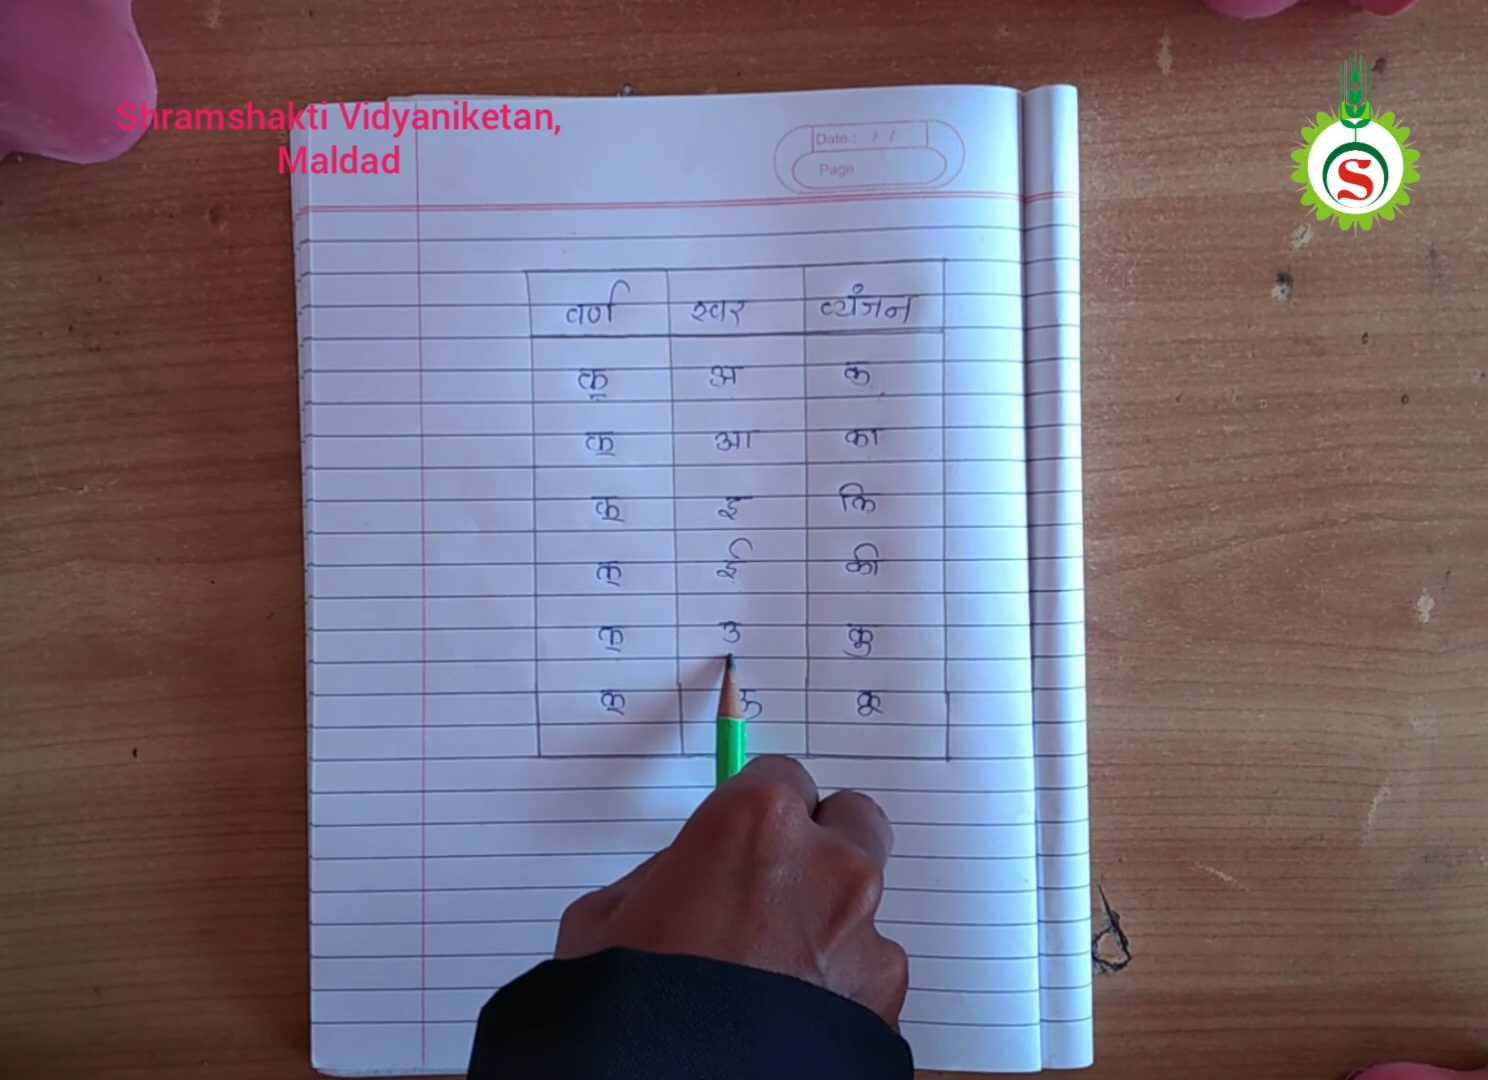 Shramshakti Vidyaniketan,
Maldad
Date : / /
Page
S
वर्ण स्वर व्यंजन
क् अ क
क् आ का
क् इ कि
क् ई की
क् उ कु
क् ऊ कू